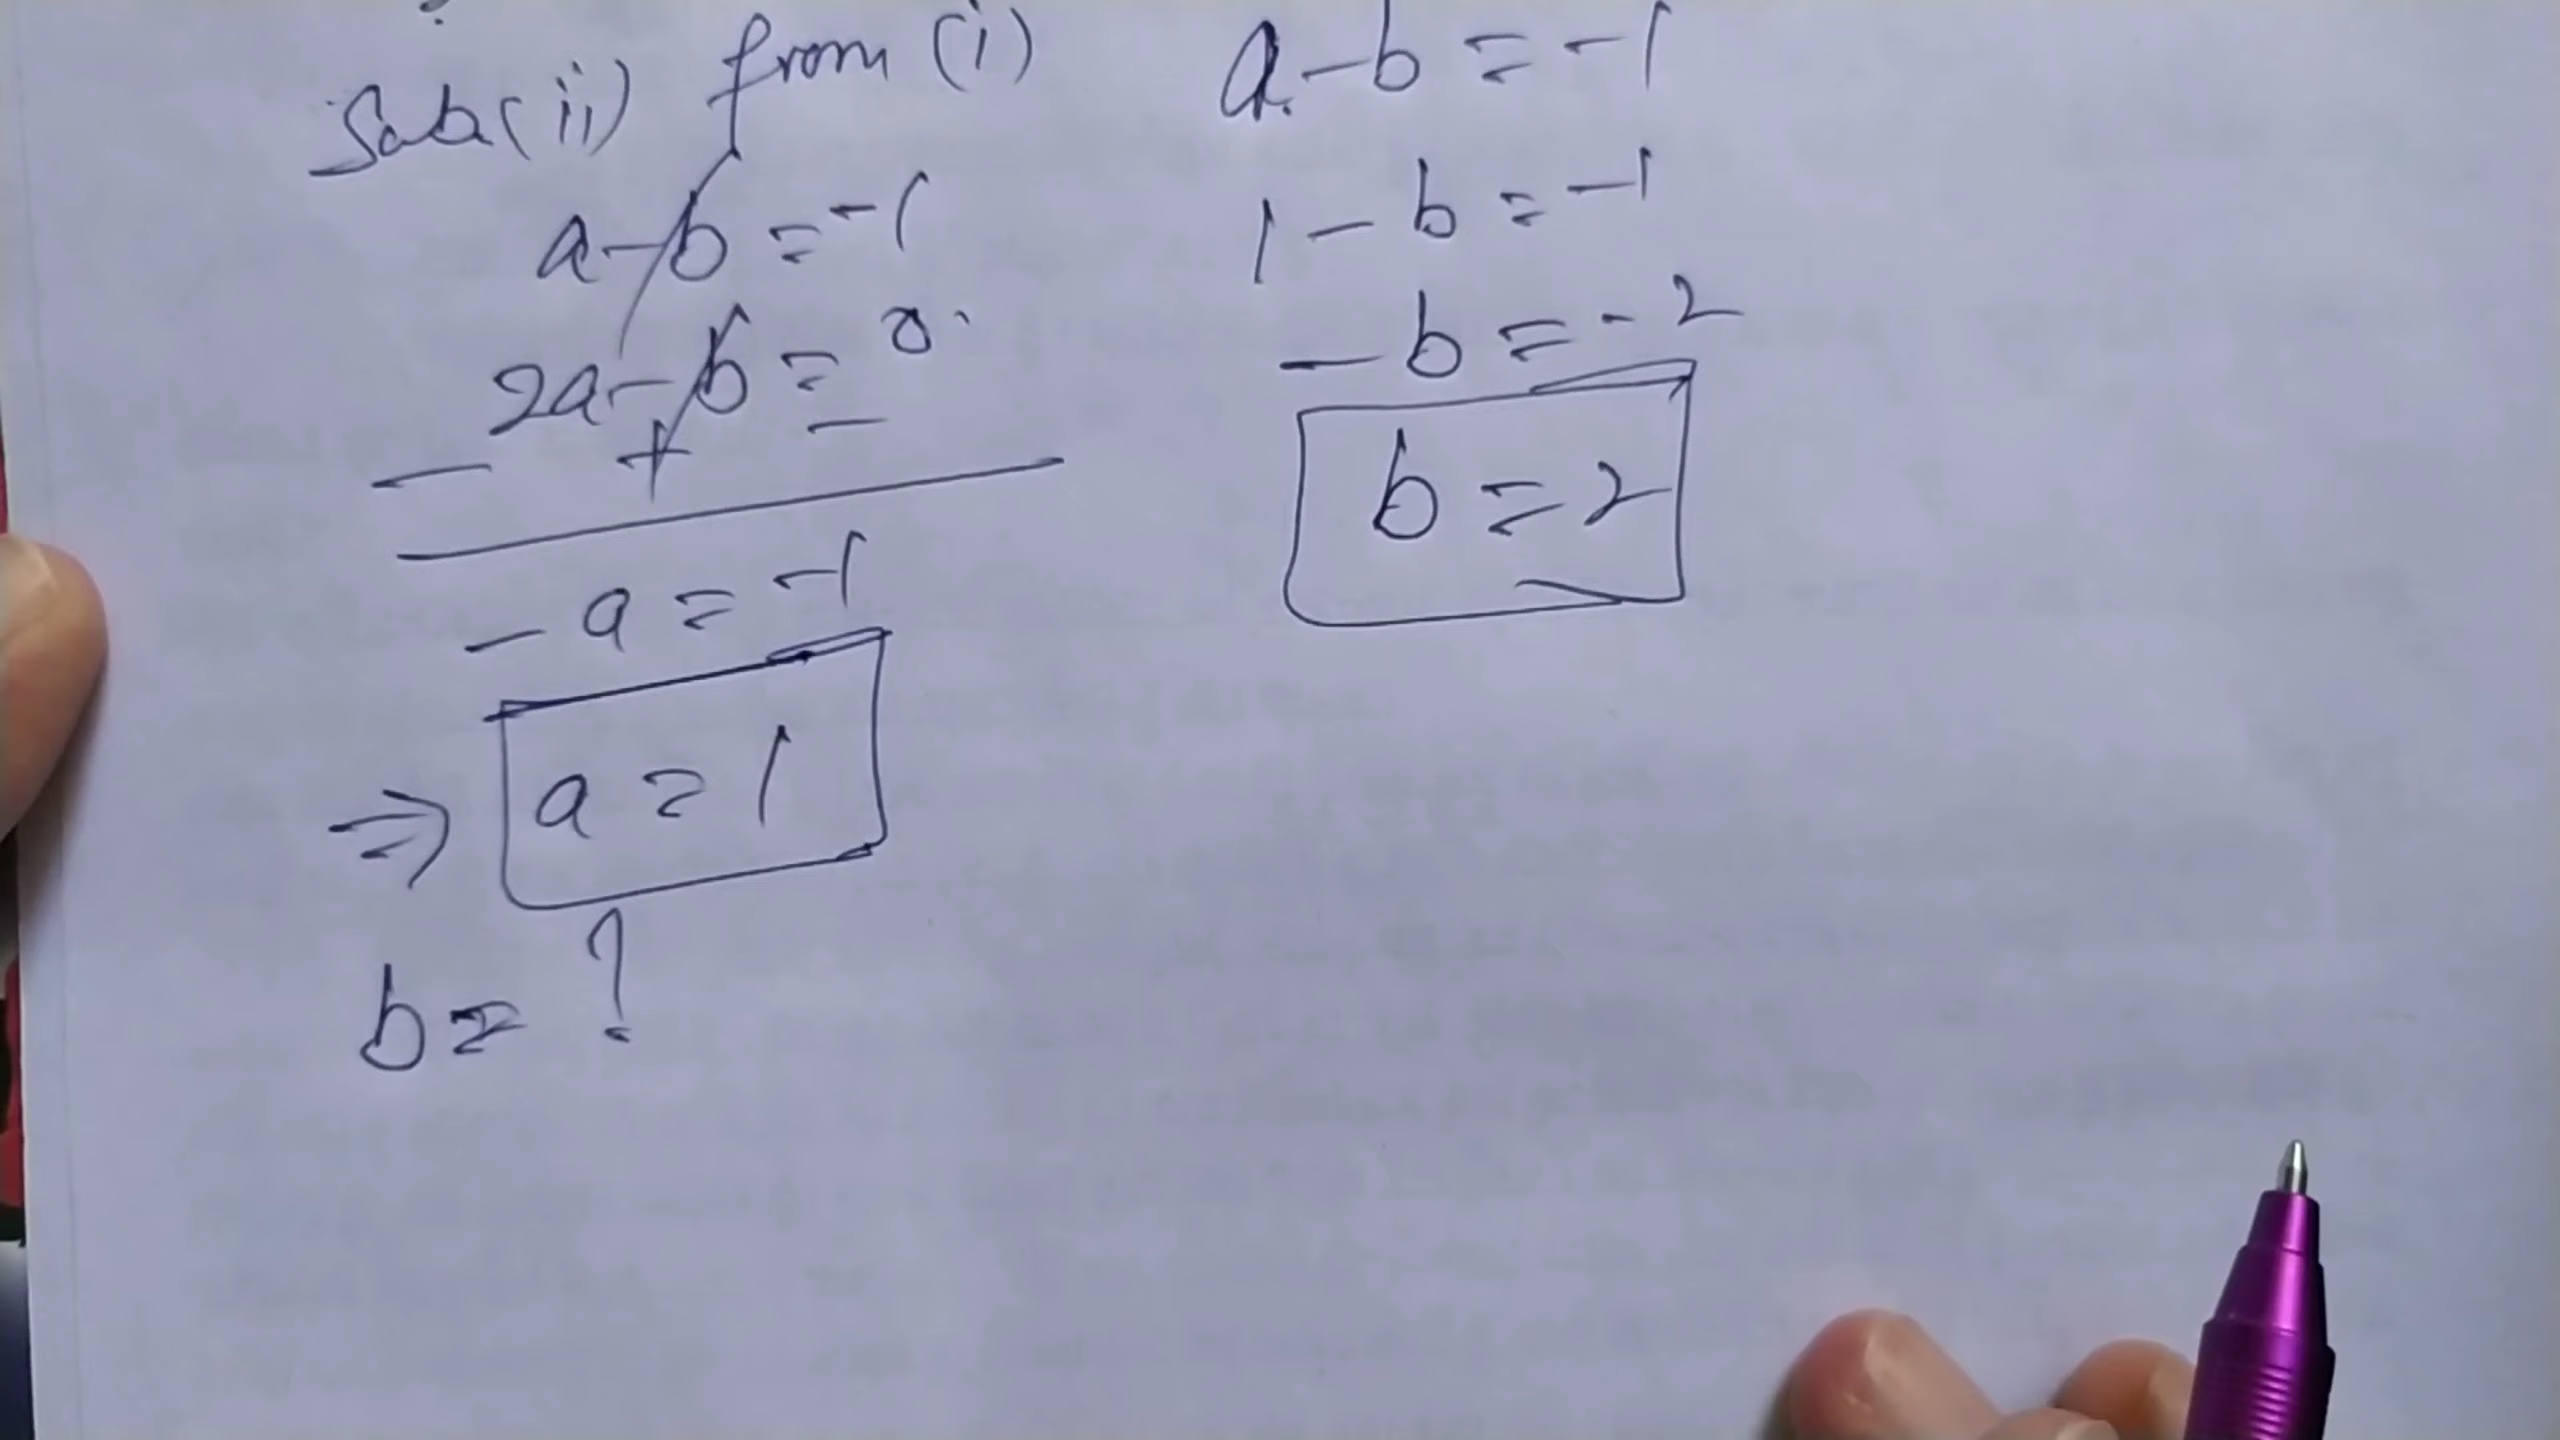 Sub(ii) from (i)
a-b = -1
2a-b = 0
- + -
-a = -1
⇒ a = 1
b = ?
a-b = -1
1-b = -1
-b = -2
b = 2